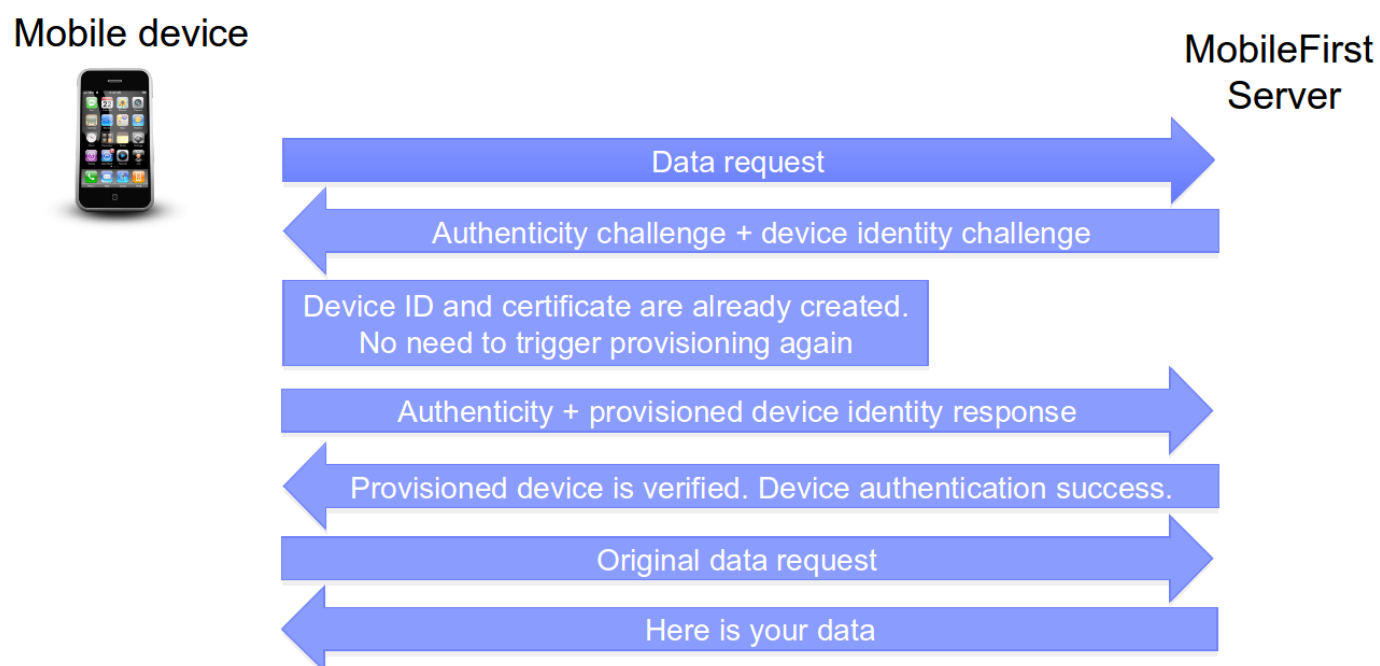 Mobile device
MobileFirst
Server
Data request
Authenticity challenge + device identity challenge
Device ID and certificate are already created.
No need to trigger provisioning again
Authenticity + provisioned device identity response
Provisioned device is verified. Device authentication success.
Original data request
Here is your data